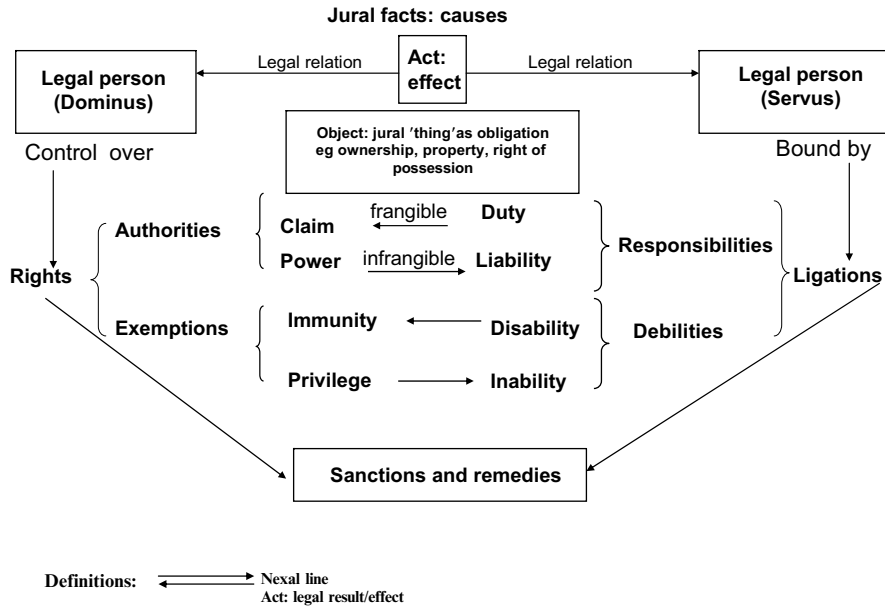 Jural facts: causes
Legal person
(Dominus)
Legal relation
Act:
effect
Legal relation
Legal person
(Servus)
Object: jural 'thing'as obligation
eg ownership, property, right of
possession
Control over
Bound by
Authorities
Claim
frangible
Duty
Responsibilities
Power
infrangible
Liability
Rights
Ligations
Exemptions
Immunity
Disability
Debilities
Privilege
Inability
Sanctions and remedies
Definitions:
Nexal line
Act: legal result/effect